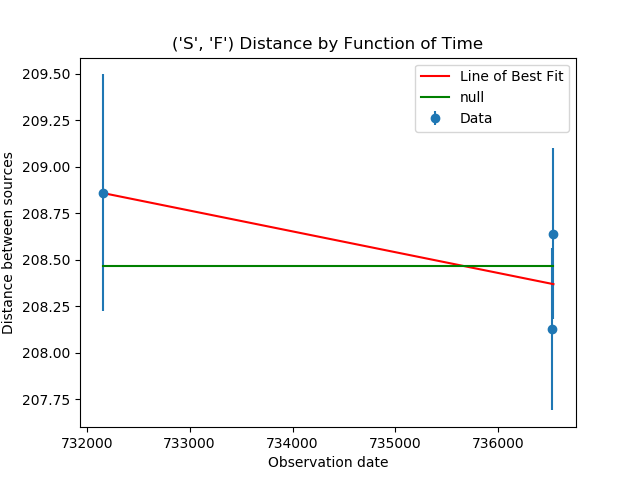 ('S', 'F') Distance by Function of Time
Line of Best Fit
null
Data
209.50
209.25
209.00
208.75
208.50
208.25
208.00
207.75
Distance between sources
732000 733000 734000 735000 736000
Observation date